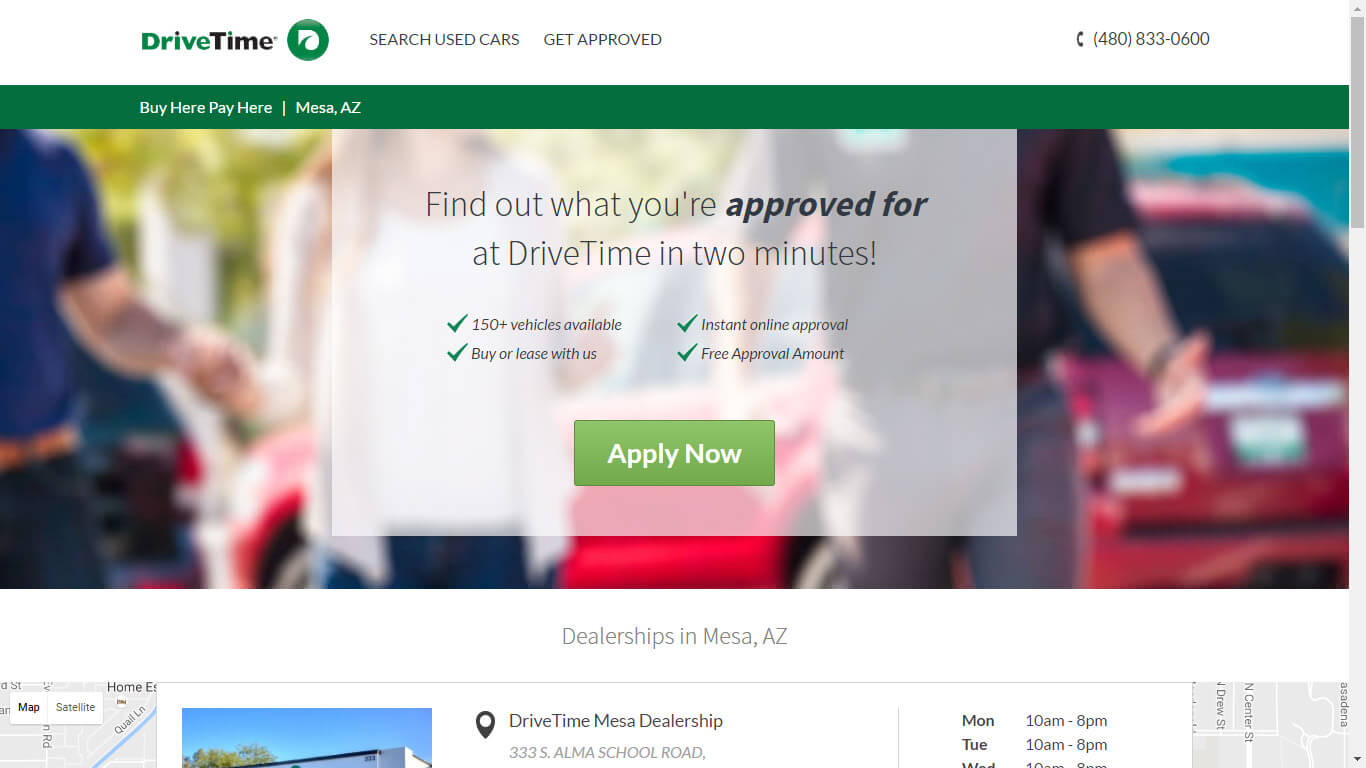 DriveTime
SEARCH USED CARS
GET APPROVED
(480) 833-0600
Buy Here Pay Here | Mesa, AZ
Find out what you're approved for
at DriveTime in two minutes!
150+ vehicles available
Instant online approval
Buy or lease with us
Free Approval Amount
Apply Now
Dealerships in Mesa, AZ
Home Es
Map
Satellite
Quail Ln
Rd
DriveTime Mesa Dealership
333 S. ALMA SCHOOL ROAD,
333
Mon 10am - 8pm
Tue 10am - 8pm
Wed 10am - 8pm
N Drew St
N Center St
asadena